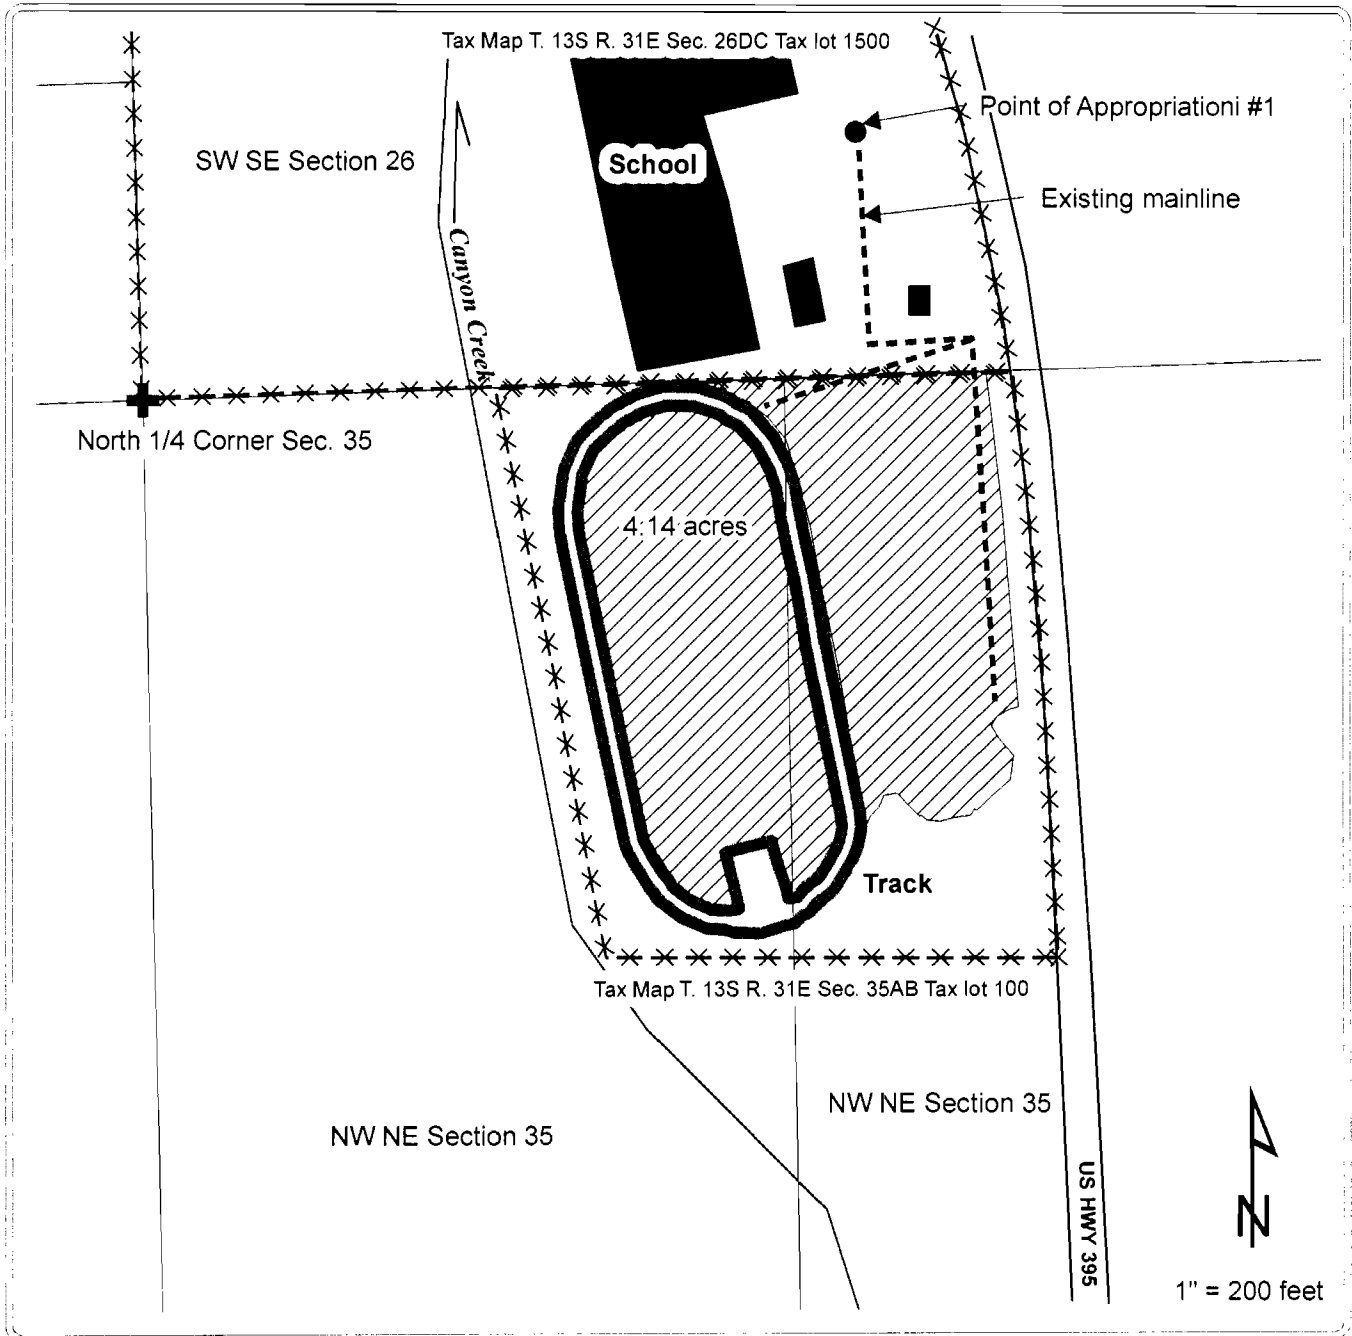 Tax Map T. 13S R. 31E Sec. 26DC Tax lot 1500
Point of Appropriationi #1
SW SE Section 26
School
Existing mainline
Canyon Creek
North 1/4 Corner Sec. 35
4.14 acres
Track
Tax Map T. 13S R. 31E Sec. 35AB Tax lot 100
NW NE Section 35
NW NE Section 35
US HWY 395
N
1" = 200 feet